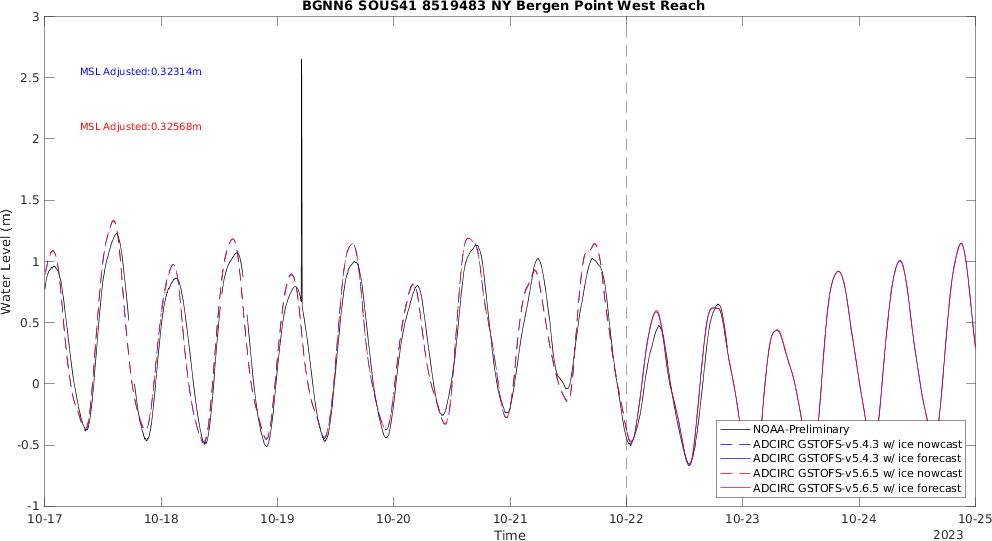 BGNN6 SOUS41 8519483 NY Bergen Point West Reach
3
2.5
2
1.5
1
0.5
0
-0.5
-1
Water Level (m)
MSL Adjusted:0.32314m
MSL Adjusted:0.32568m
NOAA-Preliminary
ADCIRC GSTOFS-v5.4.3 w/ ice nowcast
ADCIRC GSTOFS-v5.4.3 w/ ice forecast
ADCIRC GSTOFS-v5.6.5 w/ ice nowcast
ADCIRC GSTOFS-v5.6.5 w/ ice forecast
10-17 10-18 10-19 10-20 10-21 10-22 10-23 10-24 10-25
Time
2023